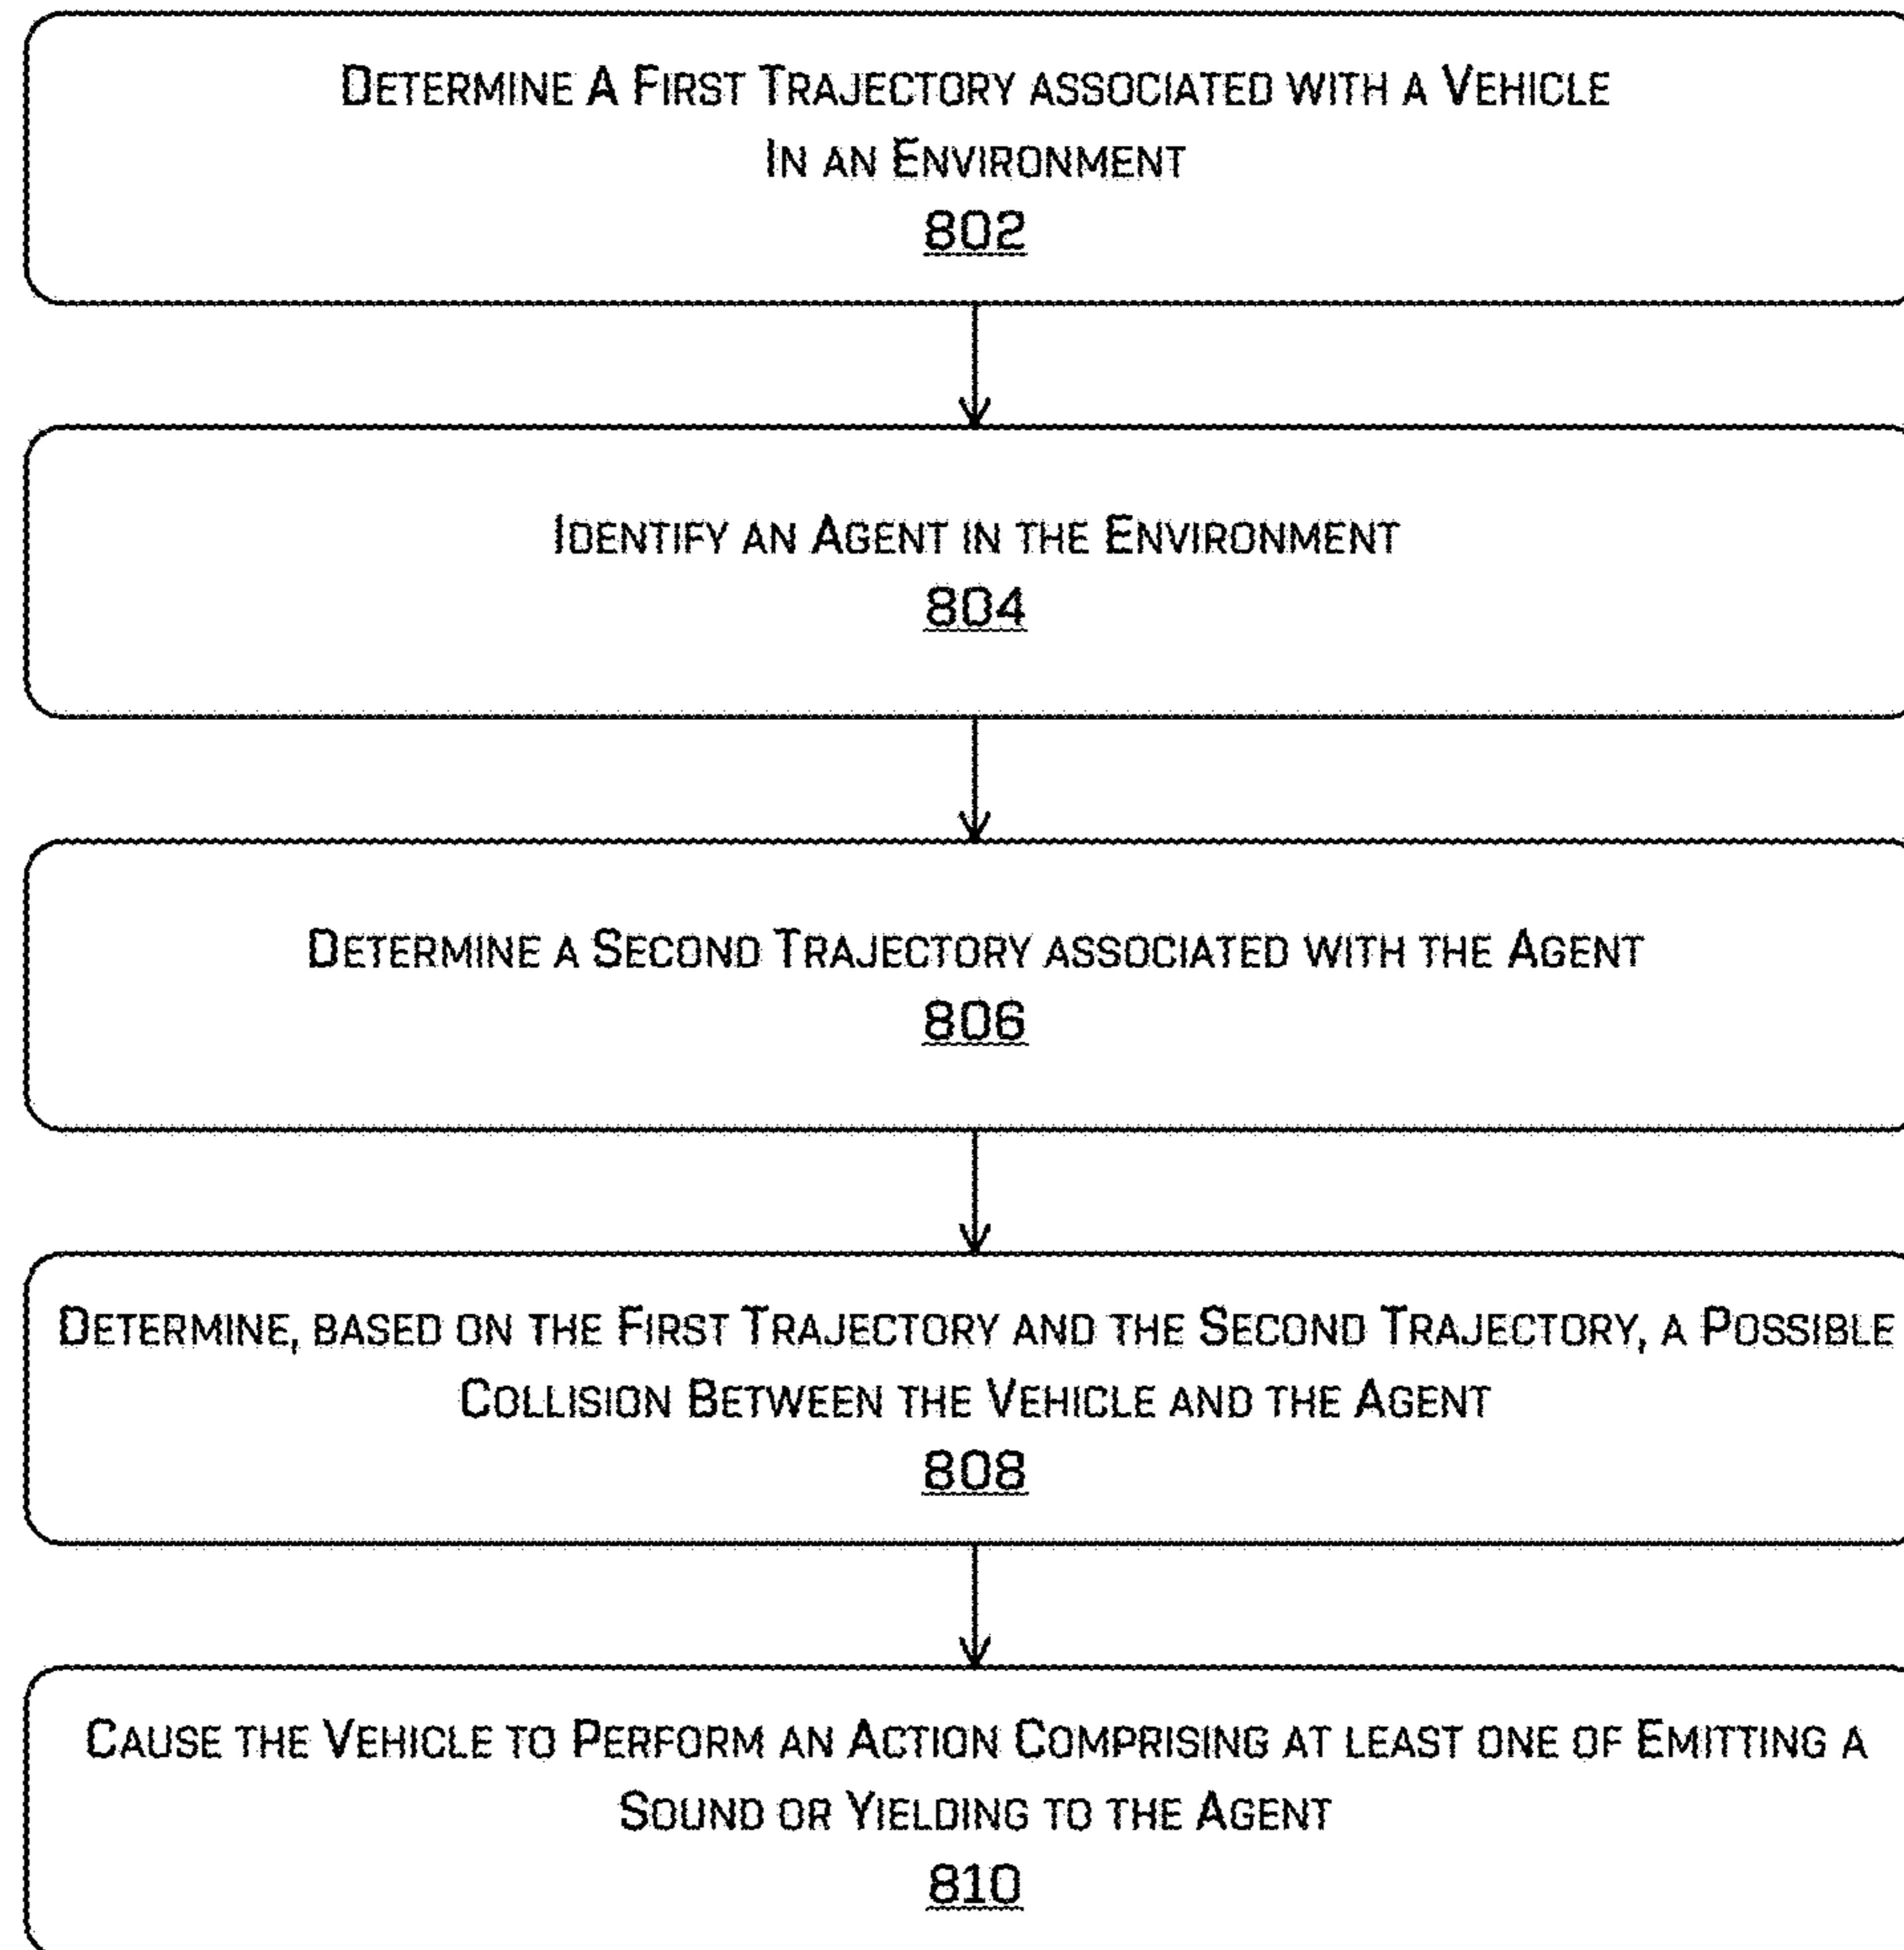 Determine A First Trajectory associated with a Vehicle
In an Environment
802
Identify an Agent in the Environment
804
Determine a Second Trajectory associated with the Agent
806
Determine, based on the First Trajectory and the Second Trajectory, a Possible
Collision Between the Vehicle and the Agent
808
Cause the Vehicle to Perform an Action Comprising at least one of Emitting a
Sound or Yielding to the Agent
810